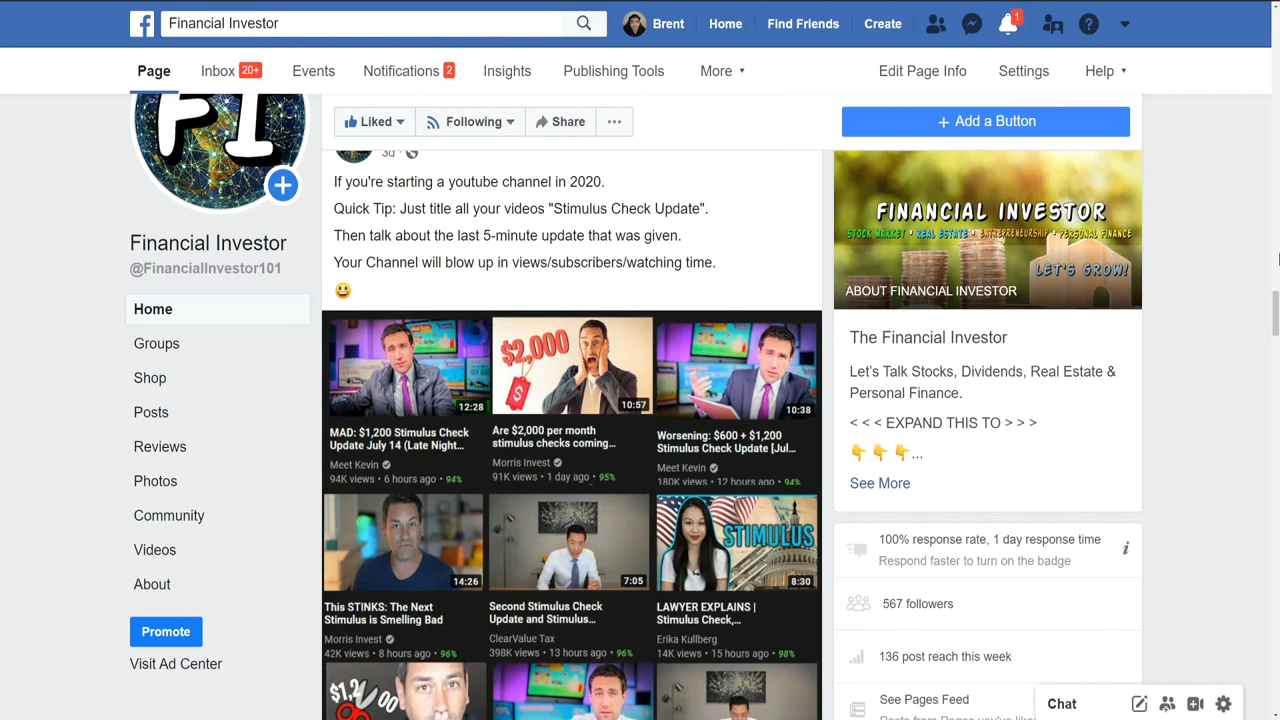 Financial Investor
Brent
Home
Find Friends
Create
1
Page
Inbox 20+
Events
Notifications 2
Insights
Publishing Tools
More
Edit Page Info
Settings
Help
FI
Liked
Following
Share
+ Add a Button
Financial Investor
@FinancialInvestor101
Home
Groups
Shop
Posts
Reviews
Photos
Community
Videos
About
Promote
Visit Ad Center
3d
If you're starting a youtube channel in 2020.
Quick Tip: Just title all your videos "Stimulus Check Update".
Then talk about the last 5-minute update that was given.
Your Channel will blow up in views/subscribers/watching time.
12:28
MAD: $1,200 Stimulus Check
Update July 14 (Late Night...
Meet Kevin
94K views • 6 hours ago • 94%
$2,000
10:57
Are $2,000 per month
stimulus checks coming...
Morris Invest
91K views • 1 day ago • 95%
10:38
Worsening: $600 + $1,200
Stimulus Check Update [Jul...
Meet Kevin
180K views • 12 hours ago • 94%
14:26
This STINKS: The Next
Stimulus is Smelling Bad
Morris Invest
42K views • 8 hours ago • 96%
7:05
Second Stimulus Check
Update and Stimulus...
ClearValue Tax
398K views • 13 hours ago • 96%
STIMULUS
8:30
LAWYER EXPLAINS |
Stimulus Check,...
Erika Kullberg
14K views • 15 hours ago • 98%
FINANCIAL INVESTOR
STOCK MARKET • REAL ESTATE • ENTREPRENEURSHIP • PERSONAL FINANCE
LET'S GROW!
ABOUT FINANCIAL INVESTOR
The Financial Investor
Let's Talk Stocks, Dividends, Real Estate &
Personal Finance.
< < < EXPAND THIS TO > > >
...
See More
100% response rate, 1 day response time
Respond faster to turn on the badge
567 followers
136 post reach this week
See Pages Feed
Chat